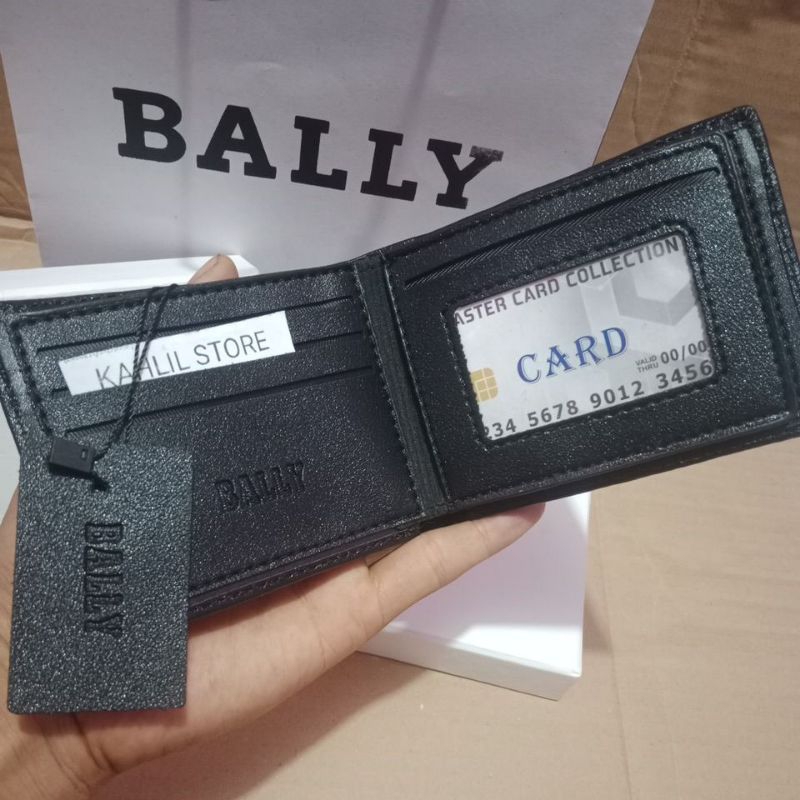 BALLY
KAHLIL STORE
BALLY
BALLY
ASTER CARD COLLECTION
CARD
VALID
THRU 00/00
234 5678 9012 3456